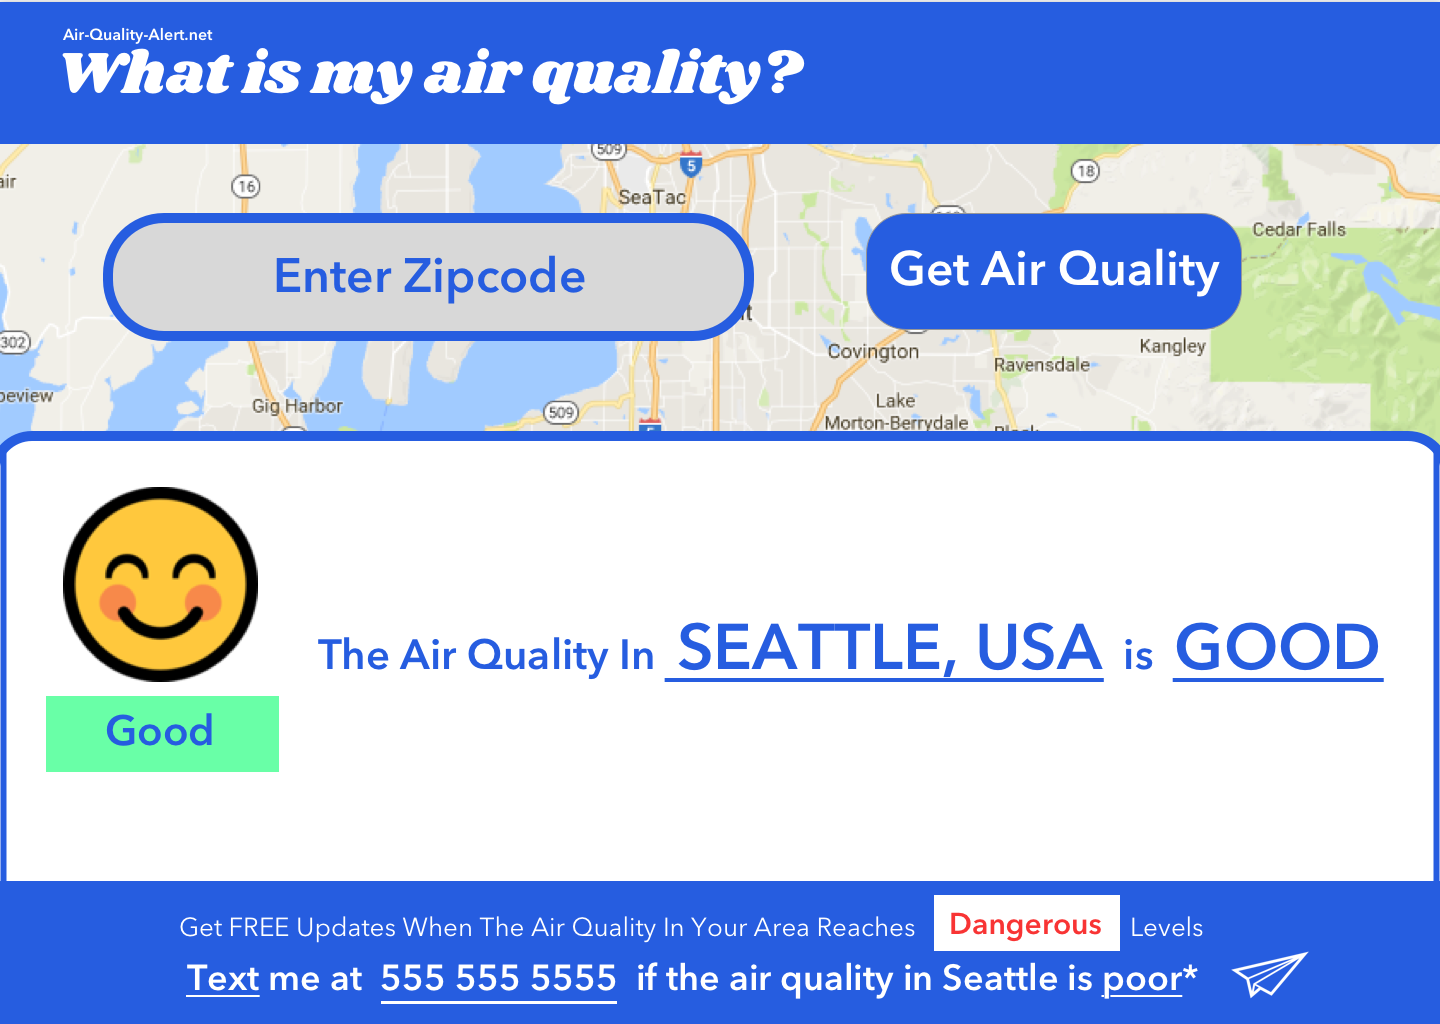 Air-Quality-Alert.net
What is my air quality?
509
5
16
18
SeaTac
Cedar Falls
Enter Zipcode
Get Air Quality
302
Covington
Kangley
Ravensdale
Gig Harbor
509
Lake
Morton-Berrydale
The Air Quality In SEATTLE, USA is GOOD
Good
Get FREE Updates When The Air Quality In Your Area Reaches Dangerous Levels
Text me at 555 555 5555 if the air quality in Seattle is poor*